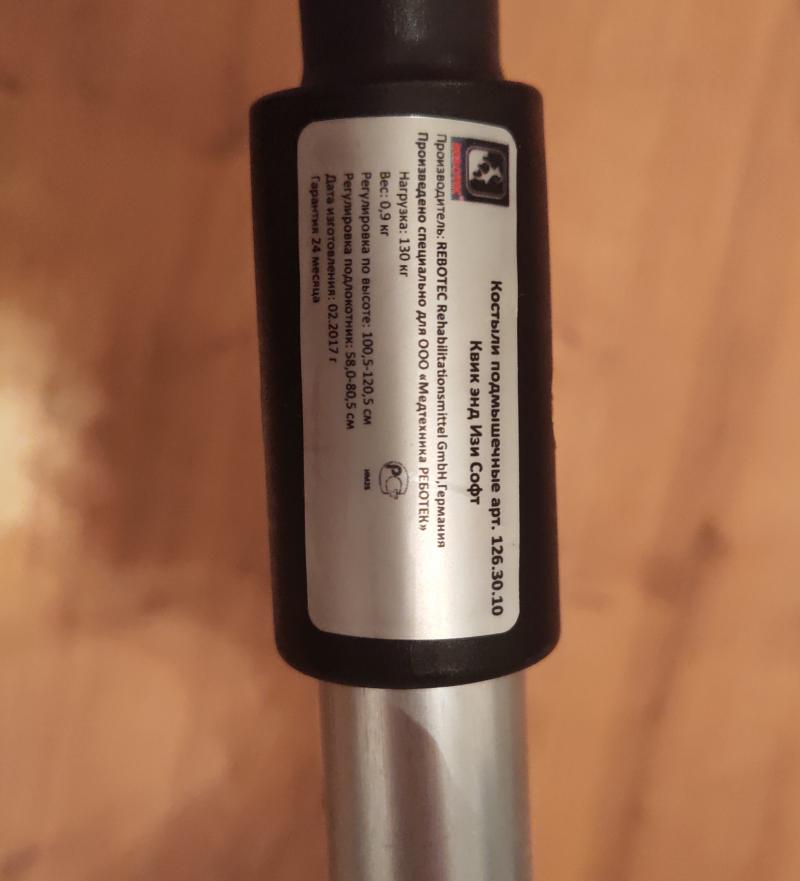 Костыли подмышечные арт. 126.30.10
Квик энд Изи Софт
Производитель: REBOTEC Rehabilitationsmittel GmbH,Германия
Произведено специально для ООО «Медтехника РЕБОТЕК»
Нагрузка: 130 кг
Вес: 0,9 кг
Регулировка по высоте: 100,5-120,5 см
Регулировка подлокотник: 58,0-80,5 см
Дата изготовления: 02.2017 г
Гарантия 24 месяца